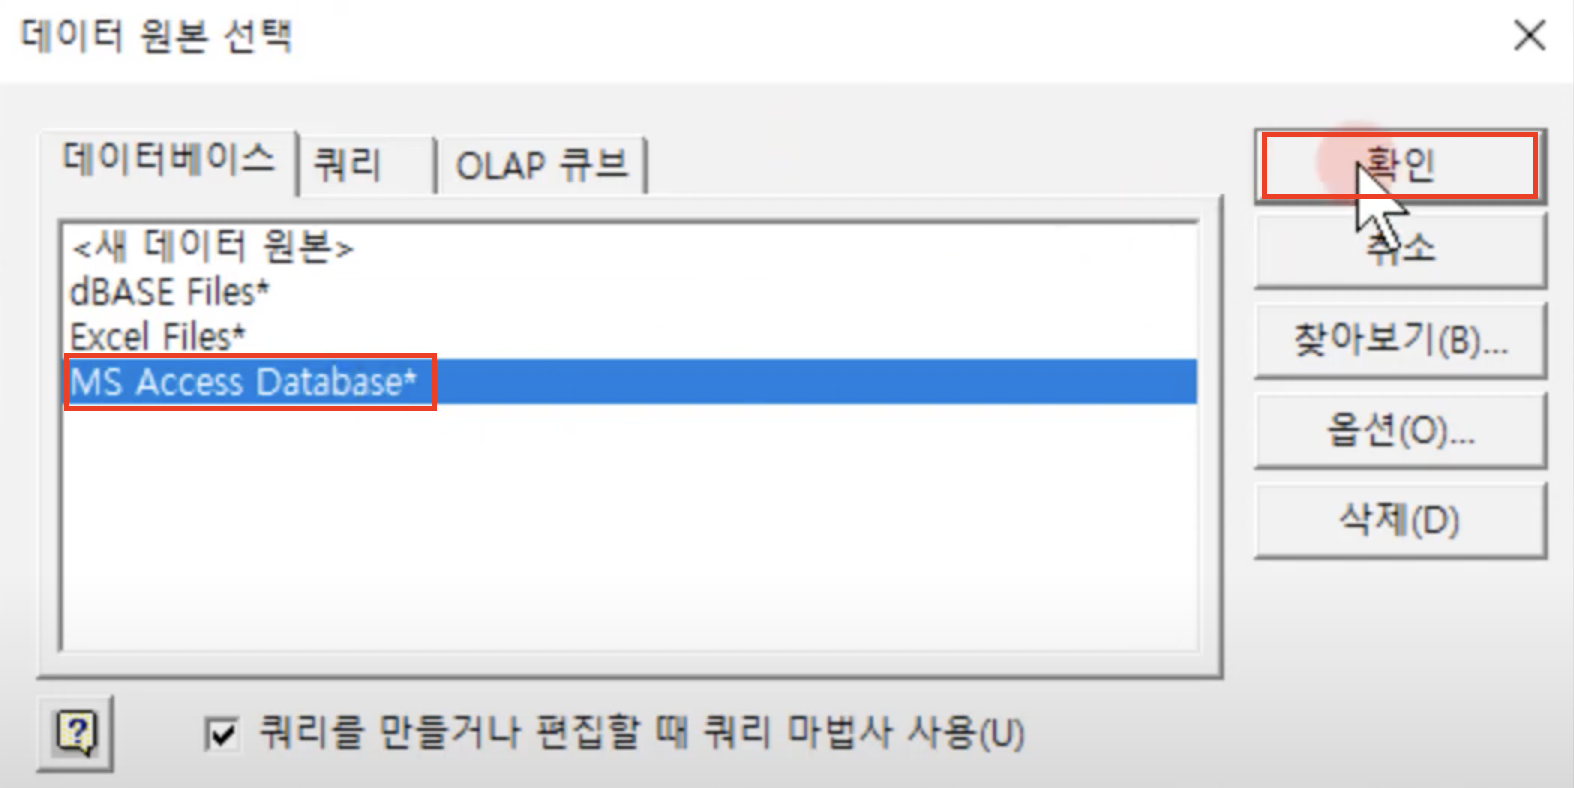 데이터 원본 선택
데이터베이스 쿼리 OLAP 큐브
<새 데이터 원본>
dBASE Files*
Excel Files*
MS Access Database*
확인
취소
찾아보기(B)...
옵션(O)...
삭제(D)
쿼리를 만들거나 편집할 때 쿼리 마법사 사용(U)